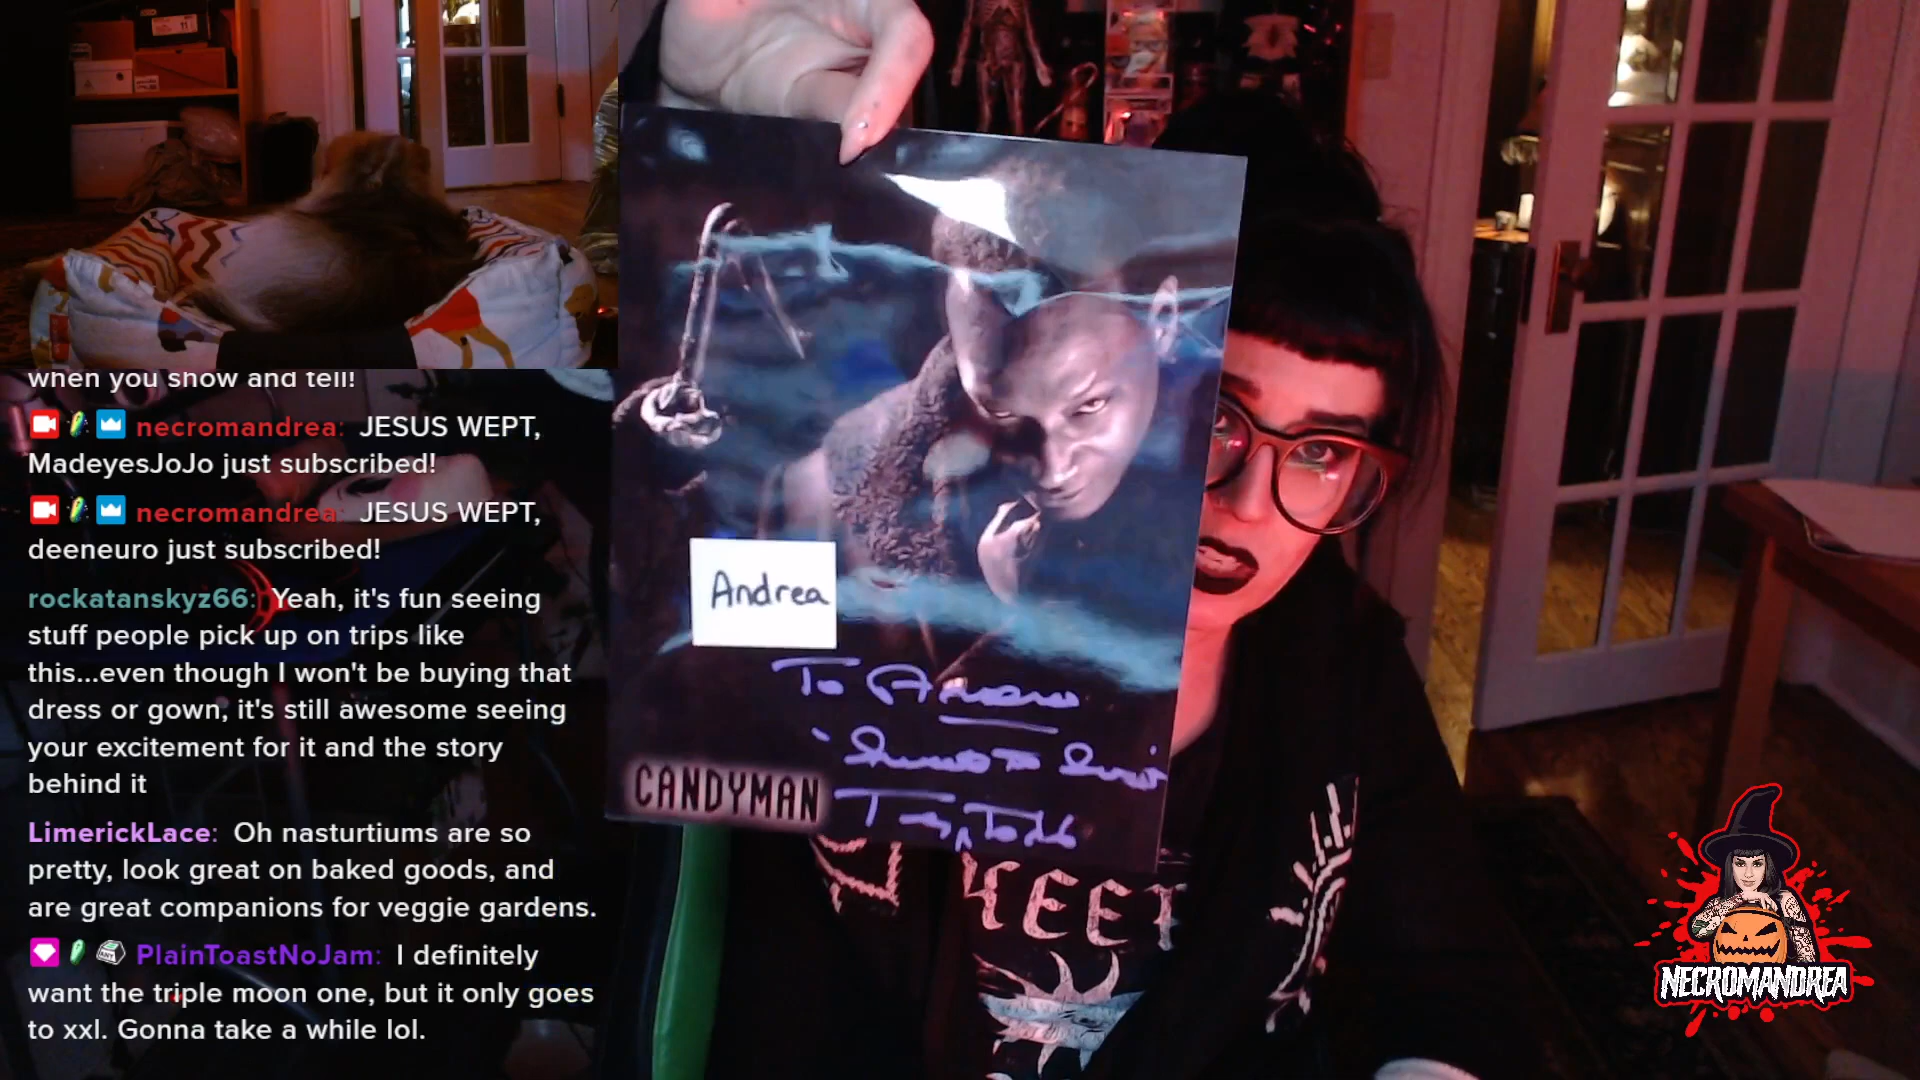 when you show and tell!
necromandrea: JESUS WEPT,
MadeyesJoJo just subscribed!
necromandrea: JESUS WEPT,
deeneuro just subscribed!
rockatanskyz66: Yeah, it's fun seeing
stuff people pick up on trips like
this...even though I won't be buying that
dress or gown, it's still awesome seeing
your excitement for it and the story
behind it
LimerickLace: Oh nasturtiums are so
pretty, look great on baked goods, and
are great companions for veggie gardens.
PlainToastNoJam: I definitely
want the triple moon one, but it only goes
to xxl. Gonna take a while lol.
Andrea
To Andrea
Tony Todd
CANDYMAN
NECROMANDREA